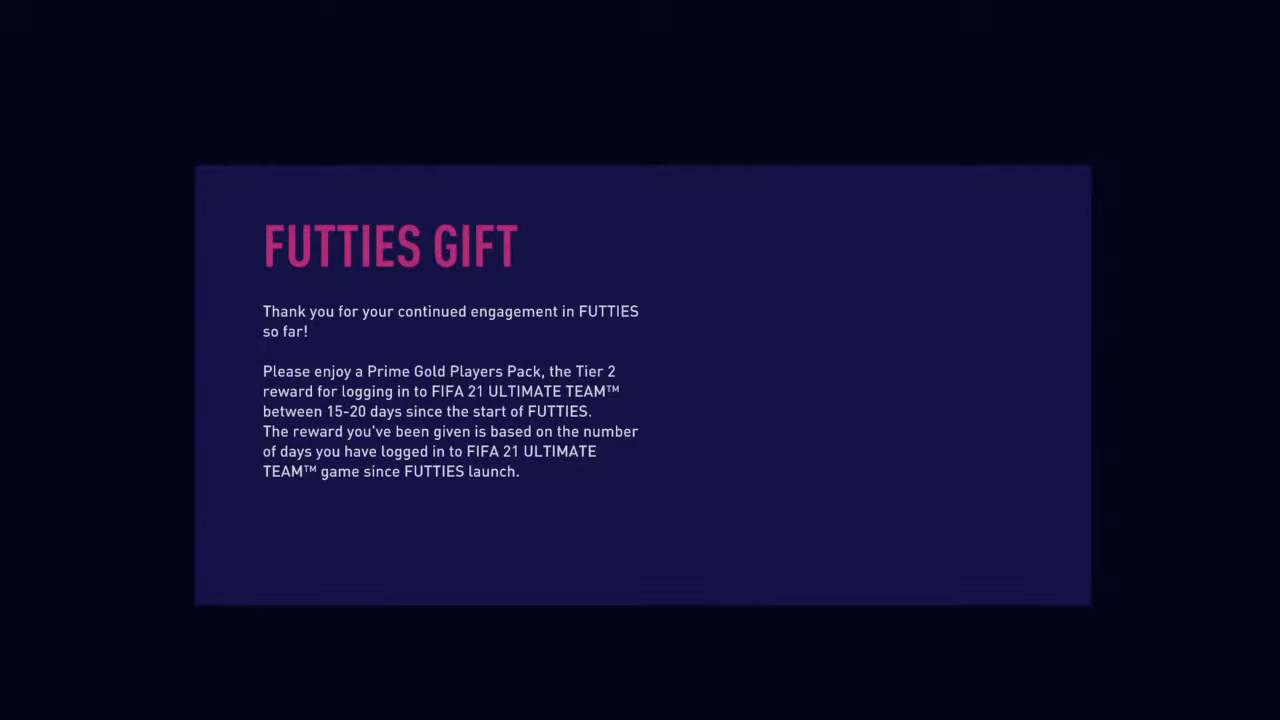 FUTTIES GIFT
Thank you for your continued engagement in FUTTIES
so far!
Please enjoy a Prime Gold Players Pack, the Tier 2
reward for logging in to FIFA 21 ULTIMATE TEAM™
between 15-20 days since the start of FUTTIES.
The reward you've been given is based on the number
of days you have logged in to FIFA 21 ULTIMATE
TEAM™ game since FUTTIES launch.